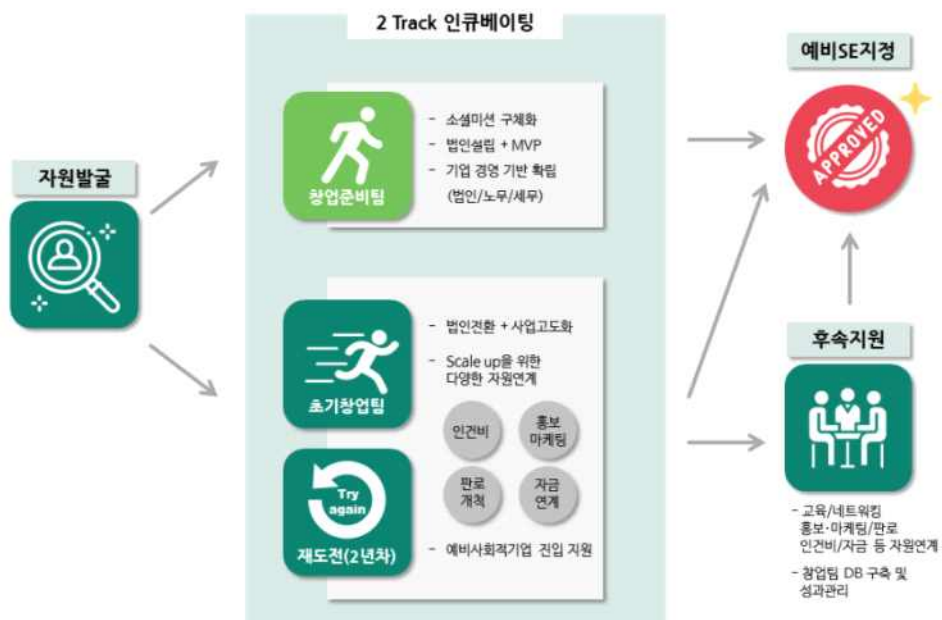 2 Track 인큐베이팅
자원발굴
창업준비팀
- 소셜미션 구체화
- 법인설립 + MVP
- 기업 경영 기반 확립
(법인/노무/세무)
초기창업팀
Try
again
재도전(2년차)
- 법인전환 + 사업고도화
- Scale up을 위한
다양한 자원연계
인건비
홍보
마케팅
판로
개척
자금
연계
- 예비사회적기업 진입 지원
예비SE지정
APPROVED
후속지원
- 교육/네트워킹
홍보·마케팅/판로
인건비/자금 등 자원연계
- 창업팀 DB 구축 및
성과관리